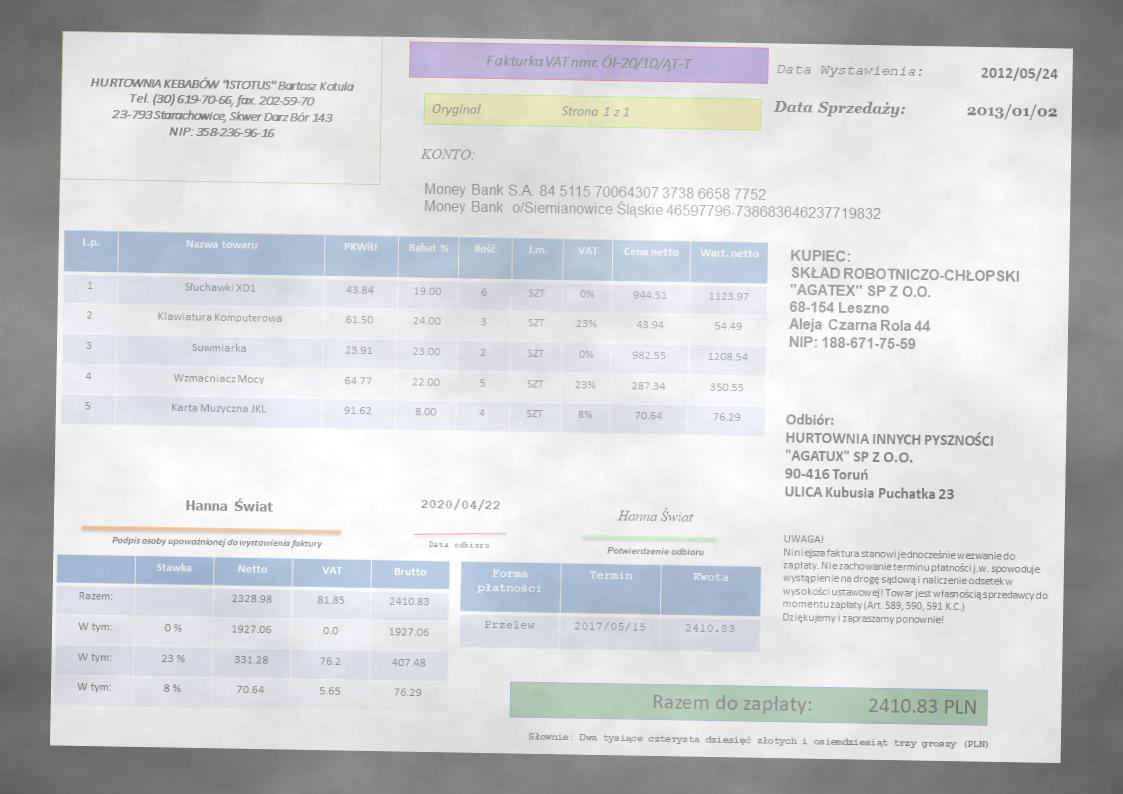 HURTOWNIA KEBABÓW "ISTOTUS" Bartosz Kotula
Tel. (30) 619-70-66, fax. 202-59-70
23-793 Starachowice, Skwer Darz Bór 143
NIP: 358-236-96-16
Fakturka VAT nmr. ÓI-20/10/ĄT-T
Oryginał Strona 1 z 1
Data Wystawienia: 2012/05/24
Data Sprzedaży: 2013/01/02
KONTO:
Money Bank S.A. 84 5115 70064307 3738 6658 7752
Money Bank o/Siemianowice Śląskie 46597796-738683646237719832
L.p. Nazwa towaru PKWiU Rabat % Ilość J.m. VAT Cena netto Wart. netto
1 Słuchawki XD1 43.84 19.00 6 SZT 0% 944.51 1123.97
2 Klawiatura Komputerowa 61.50 24.00 3 SZT 23% 43.94 54.49
3 Suwmiarka 23.91 23.00 2 SZT 0% 982.55 1208.54
4 Wzmacniacz Mocy 64.77 22.00 5 SZT 23% 287.34 350.55
5 Karta Muzyczna JKL 91.62 8.00 4 SZT 8% 70.64 76.29
KUPIEC:
SKŁAD ROBOTNICZO-CHŁOPSKI
"AGATEX" SP Z O.O.
68-154 Leszno
Aleja Czarna Rola 44
NIP: 188-671-75-59
Odbiór:
HURTOWNIA INNYCH PYSZNOŚCI
"AGATUX" SP Z O.O.
90-416 Toruń
ULICA Kubusia Puchatka 23
Hanna Świat
Podpis osoby upoważnionej do wystawienia faktury
2020/04/22
Data odbioru
Hanna Świat
Potwierdzenie odbioru
UWAGA!
Niniejsza faktura stanowi jednocześnie wezwanie do
zapłaty. Nie zachowanie terminu płatności j.w. spowoduje
wystąpienie na drogę sądową i naliczenie odsetek w
wysokości ustawowej! Towar jest własnością sprzedawcy do
momentu zapłaty (Art. 589, 590, 591 K.C.)
Dziękujemy i zapraszamy ponownie!
Stawka Netto VAT Brutto
Razem: 2328.98 81.85 2410.83
W tym: 0 % 1927.06 0.0 1927.06
W tym: 23 % 331.28 76.2 407.48
W tym: 8 % 70.64 5.65 76.29
Forma płatności Termin Kwota
Przelew 2017/05/15 2410.83
Razem do zapłaty: 2410.83 PLN
Słownie: Dwa tysiące czterysta dziesięć złotych i osiemdziesiąt trzy groszy (PLN)